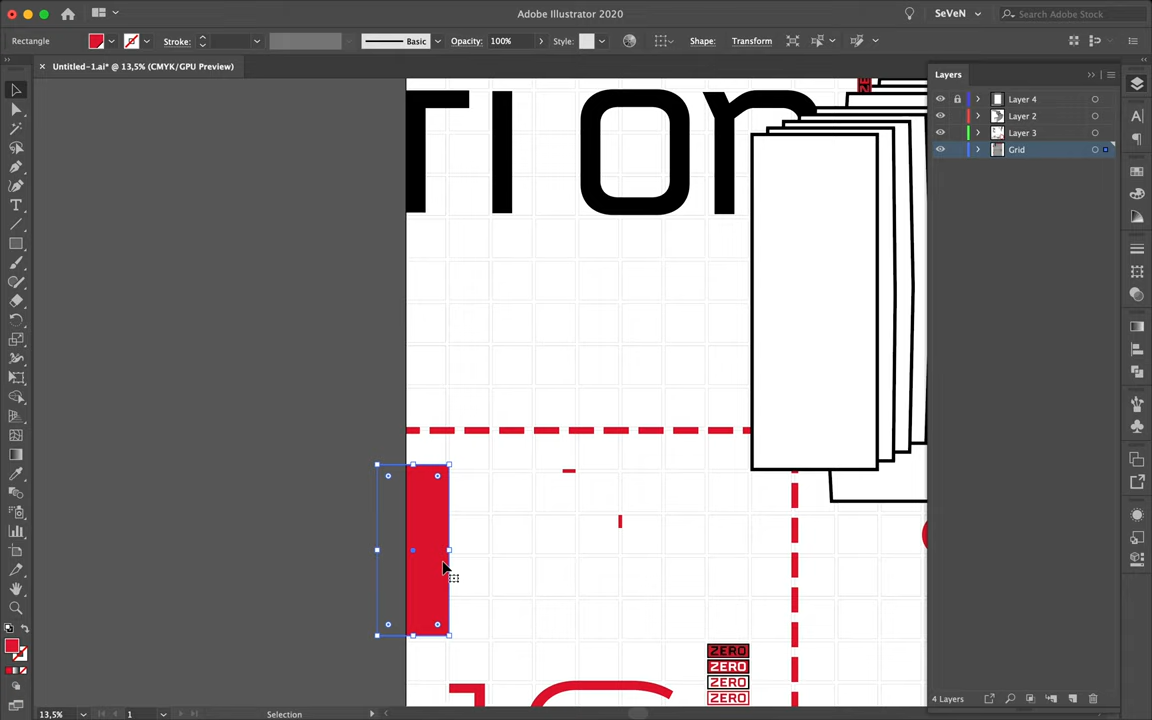 Adobe Illustrator 2020
SeVeN
Search Adobe Stock
Rectangle
Stroke:
Basic
Opacity: 100%
Style:
Shape:
Transform
Untitled-1.ai* @ 13,5% (CMYK/GPU Preview)
Layers
Layer 4
Layer 2
Layer 3
Grid
TION
ZERO
ZERO
ZERO
ZERO
4 Layers
13,5%
1
Selection